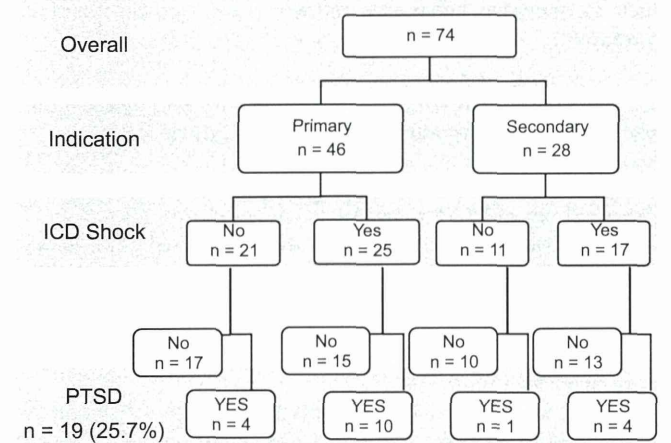 Overall
n = 74
Indication
Primary
n = 46
Secondary
n = 28
ICD Shock
No
n = 21
Yes
n = 25
No
n = 11
Yes
n = 17
No
n = 17
No
n = 15
No
n = 10
No
n = 13
PTSD
n = 19 (25.7%)
YES
n = 4
YES
n = 10
YES
n = 1
YES
n = 4